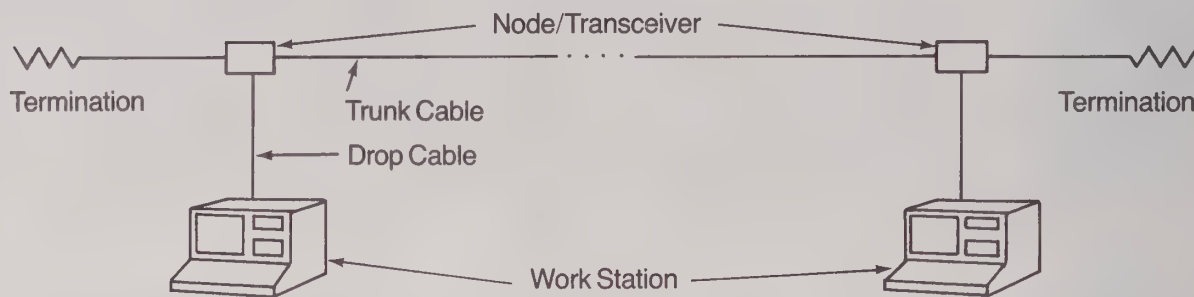 Node/Transceiver
Termination
Trunk Cable
Termination
Drop Cable
Work Station